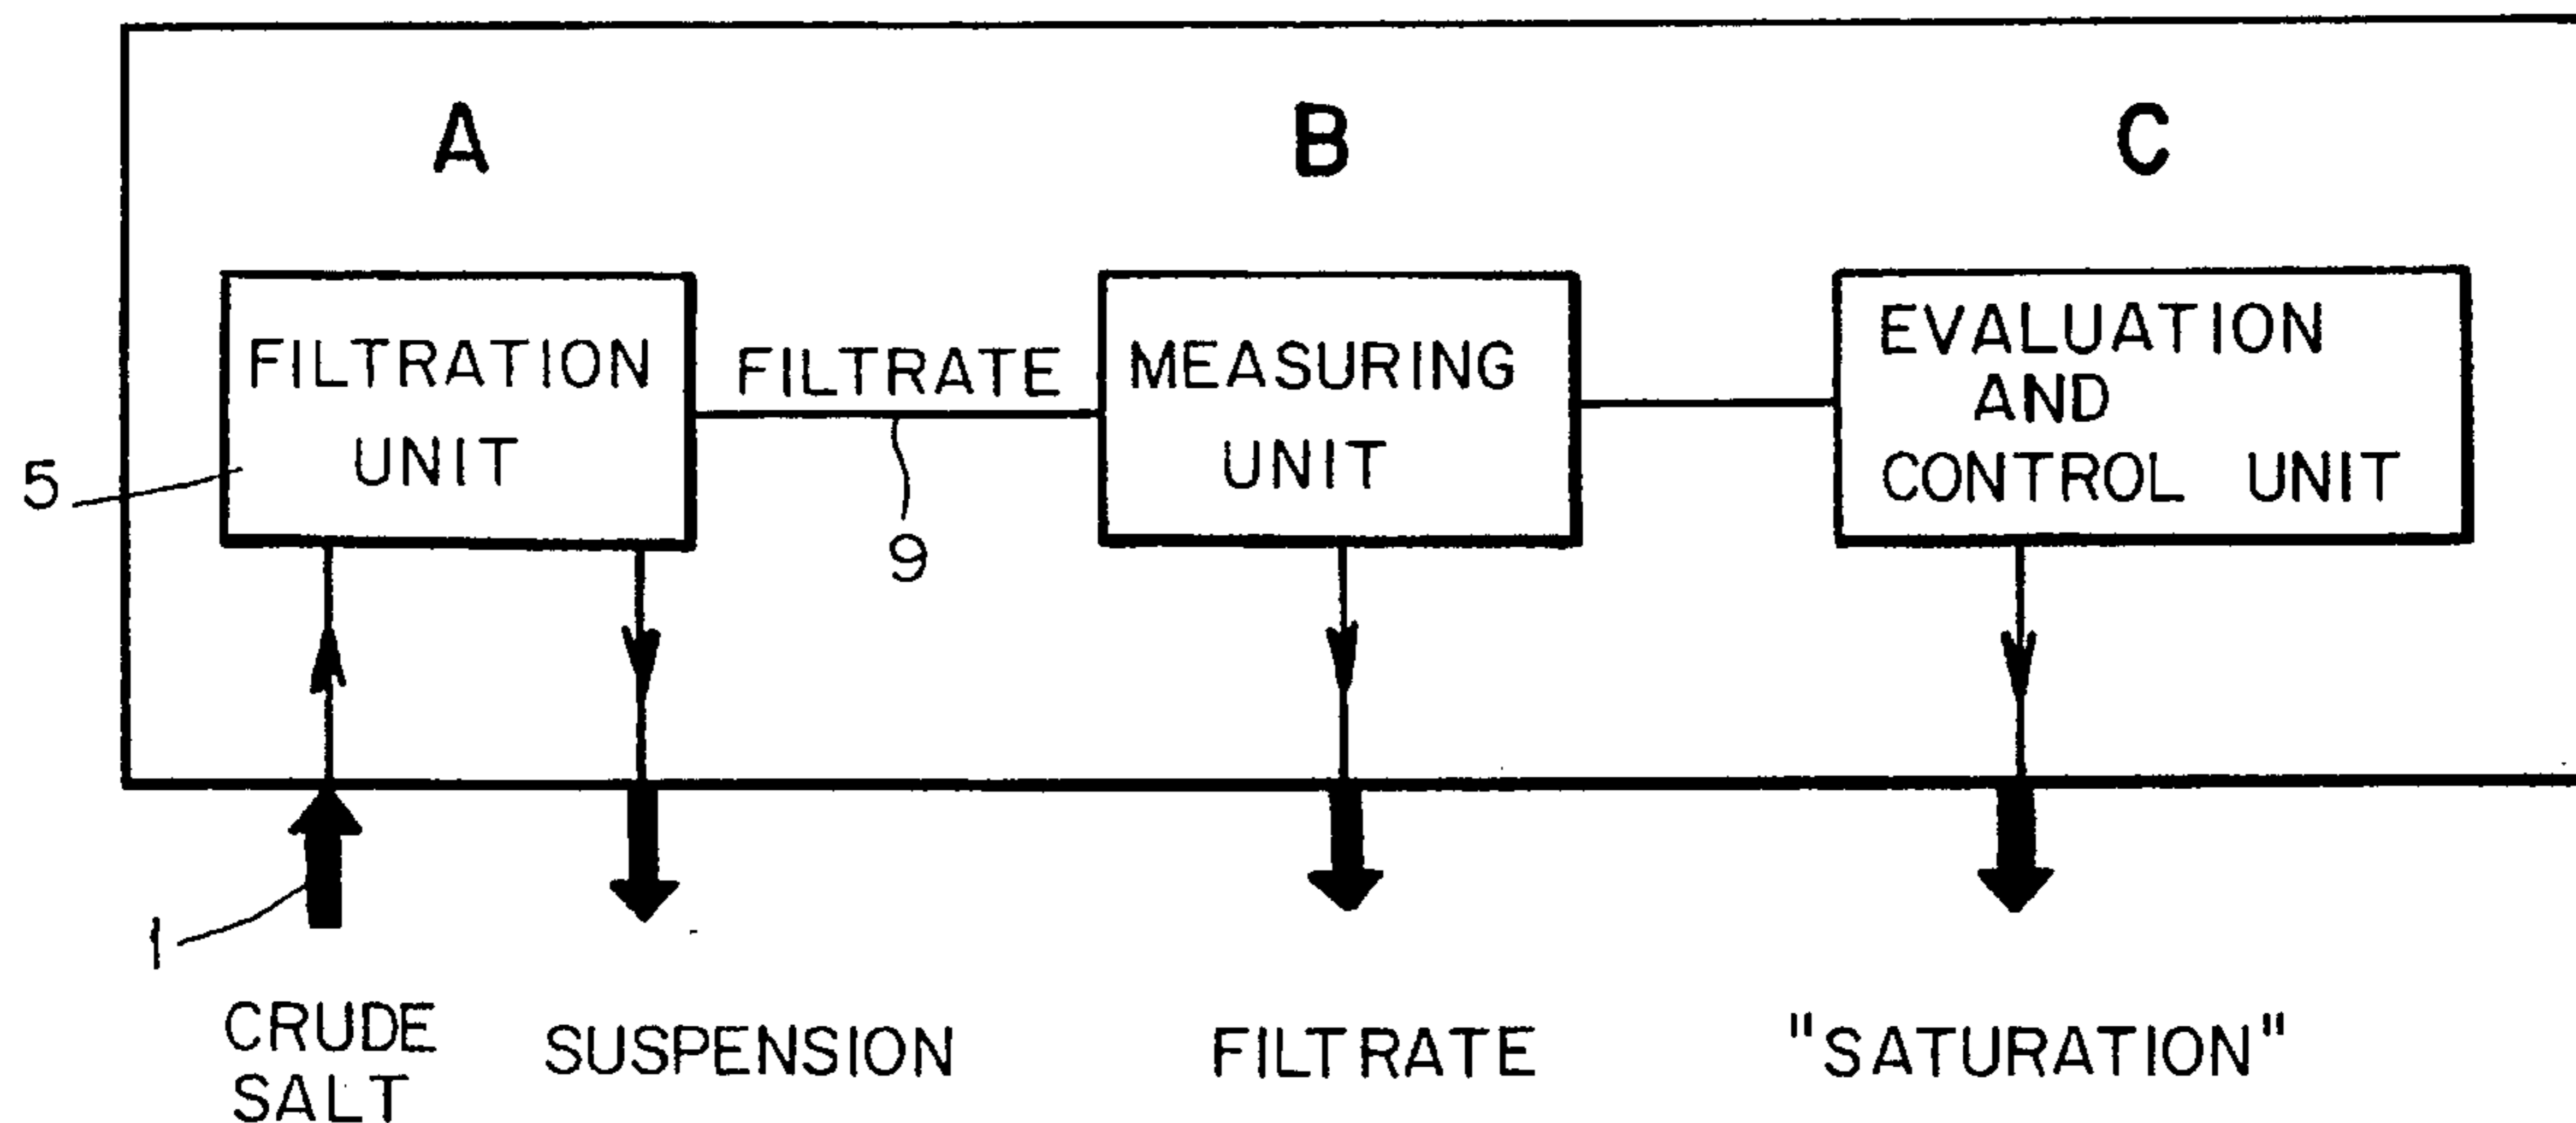 A
B
C
FILTRATION
UNIT
FILTRATE
MEASURING
UNIT
EVALUATION
AND
CONTROL UNIT
5
9
1
CRUDE
SALT
SUSPENSION
FILTRATE
"SATURATION"